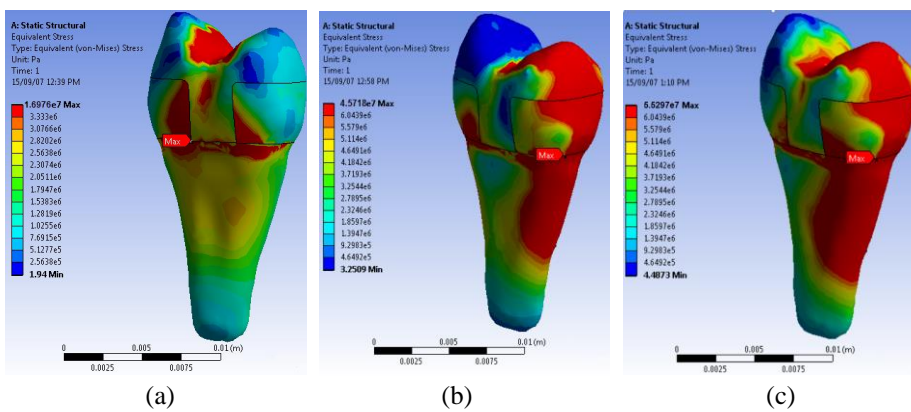 A: Static Structural
Equivalent Stress
Type: Equivalent (von-Mises) Stress
Unit: Pa
Time: 1
15/09/07 12:39 PM
1.6976e7 Max
3.333e6
3.0766e6
2.8202e6
2.5638e6
2.3074e6
2.0511e6
1.7947e6
1.5383e6
1.2819e6
1.0255e6
7.6915e5
5.1277e5
2.5638e5
1.94 Min
Max
0
0.005
0.01 (m)
0.0025
0.0075
(a)
A: Static Structural
Equivalent Stress
Type: Equivalent (von-Mises) Stress
Unit: Pa
Time: 1
15/09/07 12:58 PM
4.5718e7 Max
6.0439e6
5.579e6
5.114e6
4.6491e6
4.1842e6
3.7193e6
3.2544e6
2.7895e6
2.3246e6
1.8597e6
1.3947e6
9.2983e5
4.6492e5
3.2509 Min
Max
0
0.005
0.01 (m)
0.0025
0.0075
(b)
A: Static Structural
Equivalent Stress
Type: Equivalent (von-Mises) Stress
Unit: Pa
Time: 1
15/09/07 1:10 PM
6.6297e7 Max
6.0439e6
5.579e6
5.114e6
4.6491e6
4.1842e6
3.7193e6
3.2544e6
2.7895e6
2.3246e6
1.8597e6
1.3947e6
9.2983e5
4.6492e5
4.4873 Min
Max
0
0.005
0.01 (m)
0.0025
0.0075
(c)